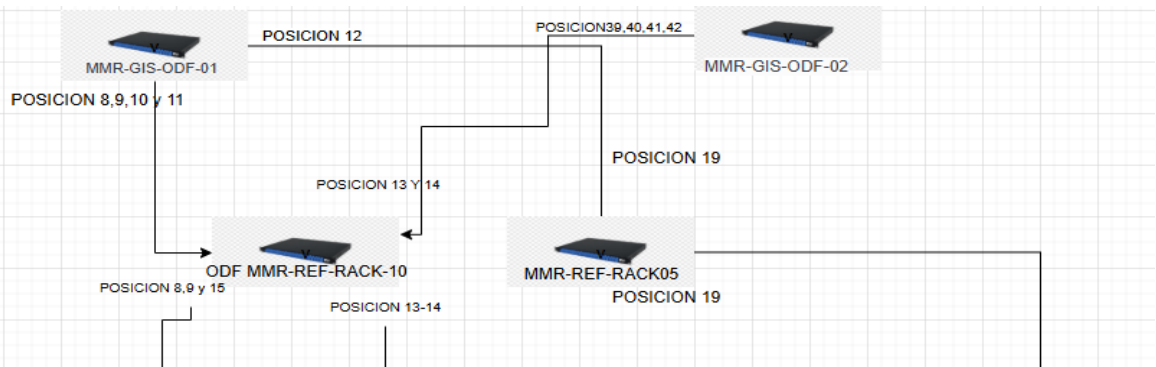 POSICION39,40,41,42
POSICION 12
MMR-GIS-ODF-01
MMR-GIS-ODF-02
POSICION 8,9,10 y 11
POSICION 19
POSICION 13 Y 14
ODF MMR-REF-RACK-10
MMR-REF-RACK05
POSICION 8,9 y 15
POSICION 19
POSICION 13-14